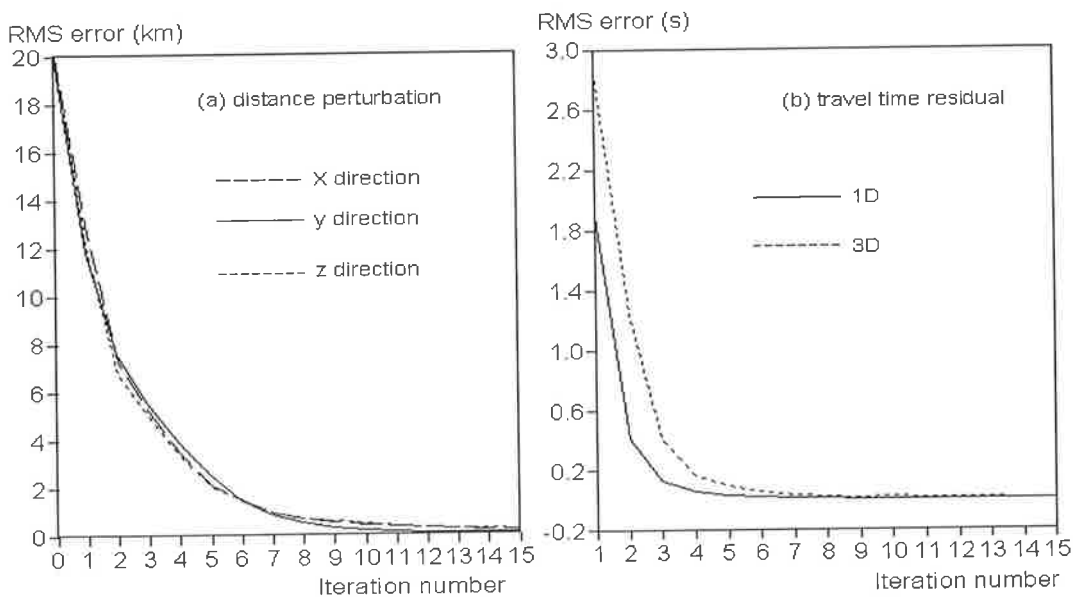 RMS error (km)
20
18
16
14
12
10
8
6
4
2
0
(a) distance perturbation
X direction
y direction
z direction
0 1 2 3 4 5 6 7 8 9 10 11 12 13 14 15
Iteration number
RMS error (s)
3.0
2.6
2.2
1.8
1.4
1.0
0.6
0.2
-0.2
(b) travel time residual
1D
3D
1 2 3 4 5 6 7 8 9 10 11 12 13 14 15
Iteration number